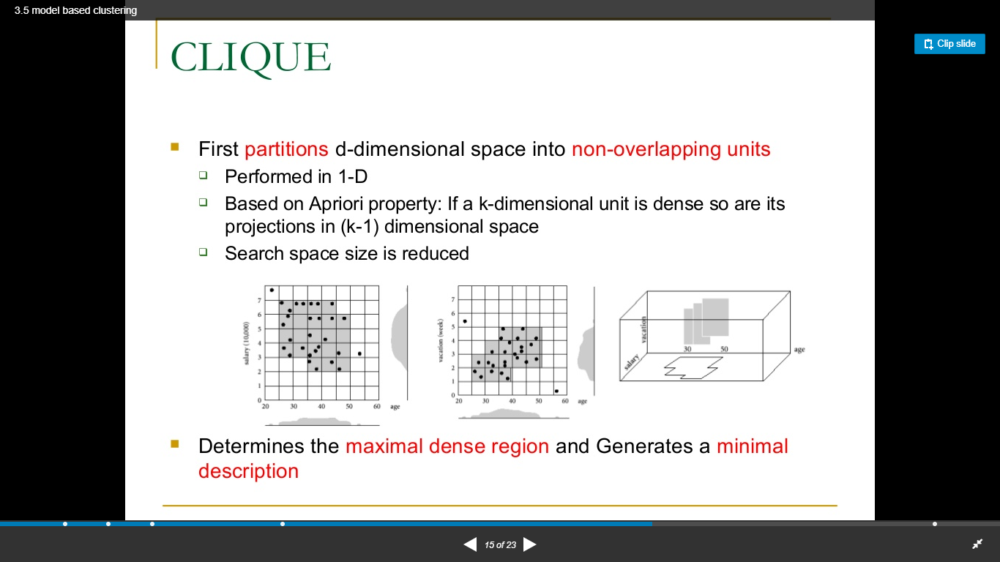 3.5 model based clustering
Clip slide
CLIQUE
First partitions d-dimensional space into non-overlapping units
Performed in 1-D
Based on Apriori property: If a k-dimensional unit is dense so are its
projections in (k-1) dimensional space
Search space size is reduced
salary (10,000)
7
6
5
4
3
2
1
0
20 30 40 50 60 age
vacation (week)
7
6
5
4
3
2
1
0
20 30 40 50 60 age
vacation
30 50
age
salary
Determines the maximal dense region and Generates a minimal
description
15 of 23